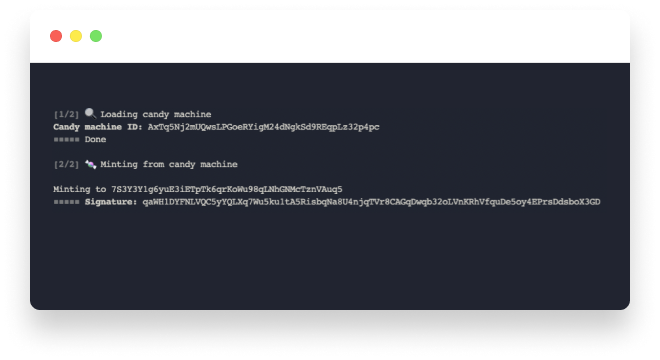 [1/2] 🔍 Loading candy machine
Candy machine ID: AxTq5Nj2mUQwsLPGoeRYigM24dNgkSd9REqpLz32p4pc
▪▪▪▪▪ Done
[2/2] 🍬 Minting from candy machine
Minting to 7S3Y3Y1g6yuE3iETpTk6qrKoWu98qLNhGNMcTznVAuq5
▪▪▪▪▪ Signature: qaWH1DYFNLVQC5yYQLXq7Wu5ku1tA5RisbqNa8U4njqTVr8CAGqDwqb32oLVnKRhVfquDe5oy4EPrsDdsboX3GD